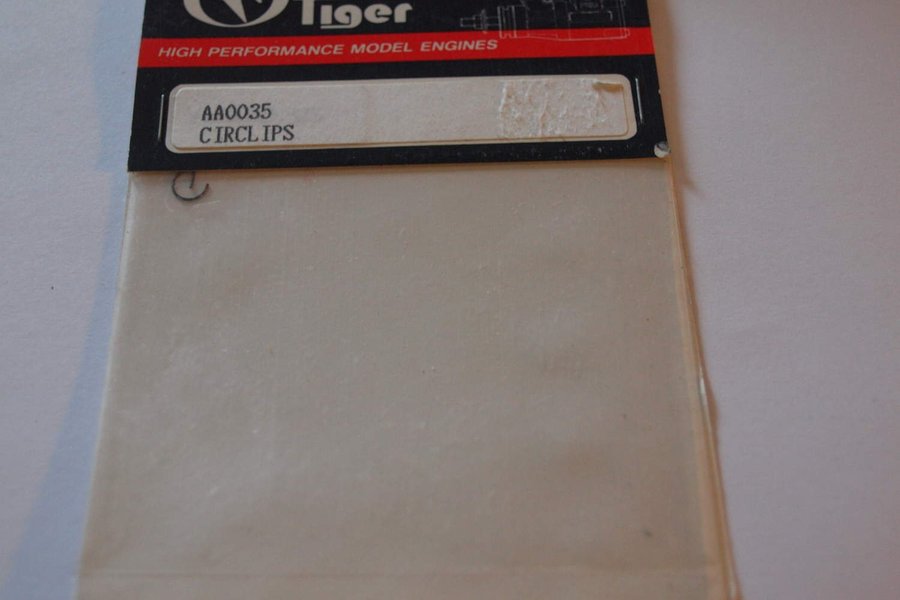 Tiger
HIGH PERFORMANCE MODEL ENGINES
AA0035
CIRCLIPS